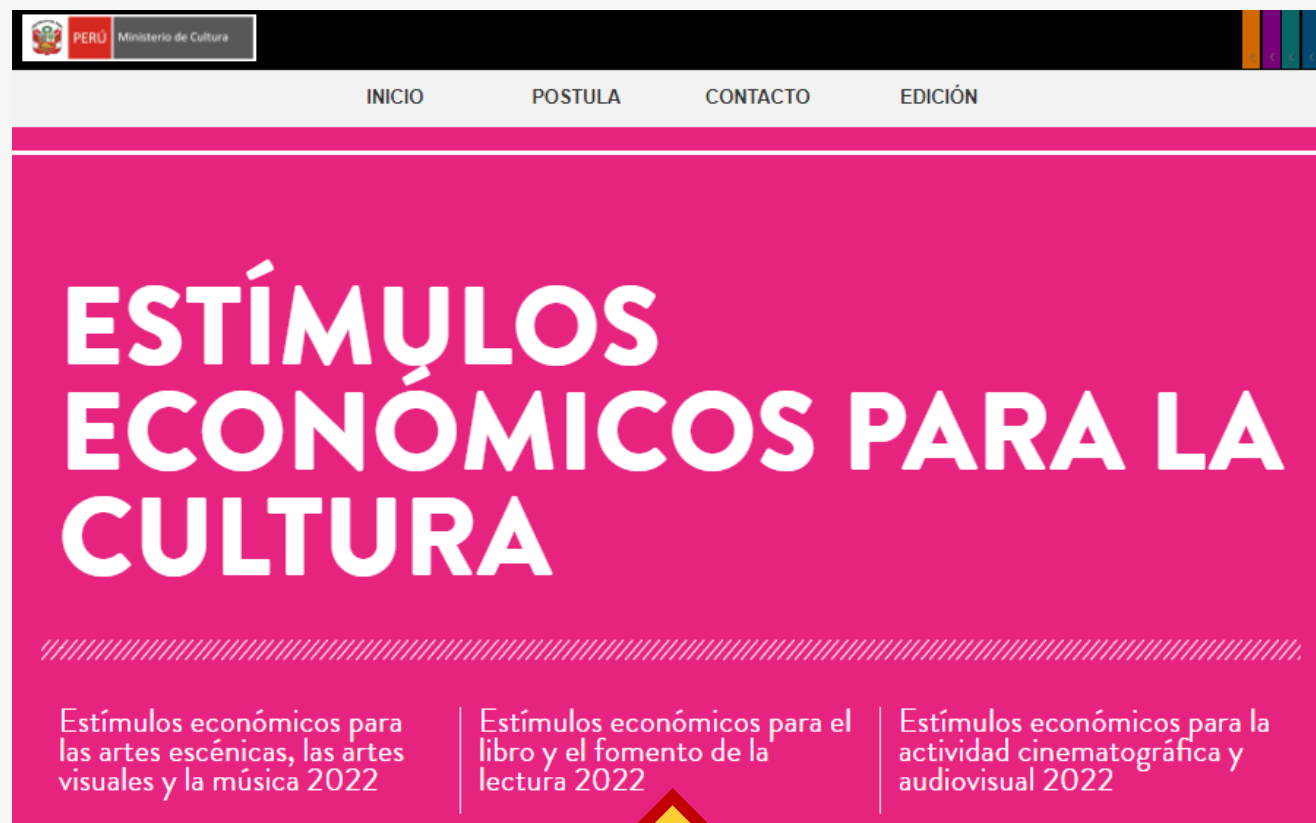 PERÚ Ministerio de Cultura
INICIO POSTULA CONTACTO EDICIÓN
ESTÍMULOS
ECONÓMICOS PARA LA
CULTURA
Estímulos económicos para
las artes escénicas, las artes
visuales y la música 2022
Estímulos económicos para el
libro y el fomento de la
lectura 2022
Estímulos económicos para la
actividad cinematográfica y
audiovisual 2022